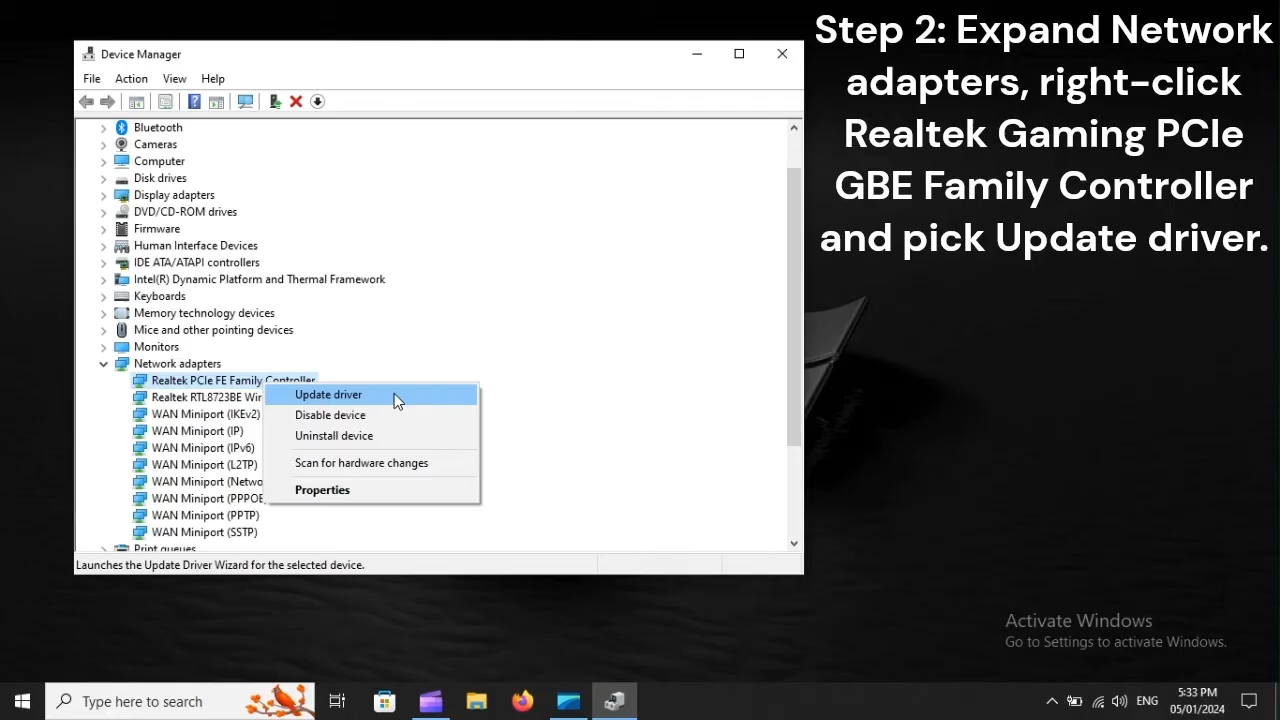 Step 2: Expand Network
adapters, right-click
Realtek Gaming PCIe
GBE Family Controller
and pick Update driver.
Device Manager
File Action View Help
Bluetooth
Cameras
Computer
Disk drives
Display adapters
DVD/CD-ROM drives
Firmware
Human Interface Devices
IDE ATA/ATAPI controllers
Intel(R) Dynamic Platform and Thermal Framework
Keyboards
Memory technology devices
Mice and other pointing devices
Monitors
Network adapters
Realtek PCIe FE Family Controller
Realtek RTL8723BE Wir
WAN Miniport (IKEv2)
WAN Miniport (IP)
WAN Miniport (IPv6)
WAN Miniport (L2TP)
WAN Miniport (Netwo
WAN Miniport (PPPOE
WAN Miniport (PPTP)
WAN Miniport (SSTP)
Print queues
Update driver
Disable device
Uninstall device
Scan for hardware changes
Properties
Launches the Update Driver Wizard for the selected device.
Activate Windows
Go to Settings to activate Windows.
Type here to search
ENG
5:33 PM
05/01/2024